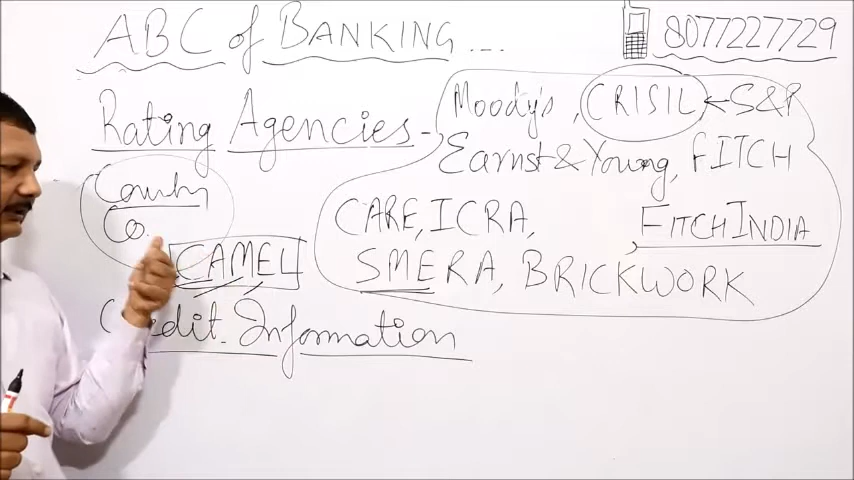 ABC of BANKING ...
8077227729
Rating Agencies -
Moody's, CRISIL ← S&P
Earnst & Young, FITCH
CARE, ICRA,
FITCH INDIA
SMERA, BRICKWORK
Country
Co.
CAMEL
Credit Information